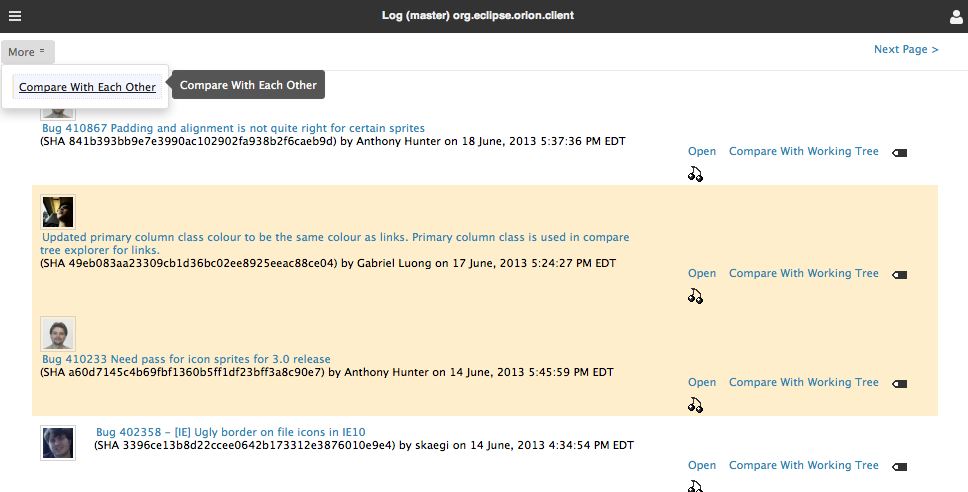 Log (master) org.eclipse.orion.client
More
Next Page >
Compare With Each Other
Compare With Each Other
Bug 410867 Padding and alignment is not quite right for certain sprites
(SHA 841b393bb9e7e3990ac102902fa938b2f6caeb9d) by Anthony Hunter on 18 June, 2013 5:37:36 PM EDT
Open Compare With Working Tree
Updated primary column class colour to be the same colour as links. Primary column class is used in compare
tree explorer for links.
(SHA 49eb083aa23309cb1d36bc02ee8925eeac88ce04) by Gabriel Luong on 17 June, 2013 5:24:27 PM EDT
Open Compare With Working Tree
Bug 410233 Need pass for icon sprites for 3.0 release
(SHA a60d7145c4b69fbf1360b5ff1df23bff3a8c90e7) by Anthony Hunter on 14 June, 2013 5:45:59 PM EDT
Open Compare With Working Tree
Bug 402358 - [IE] Ugly border on file icons in IE10
(SHA 3396ce13b8d22ccee0642b173312e3876010e9e4) by skaegi on 14 June, 2013 4:34:54 PM EDT
Open Compare With Working Tree